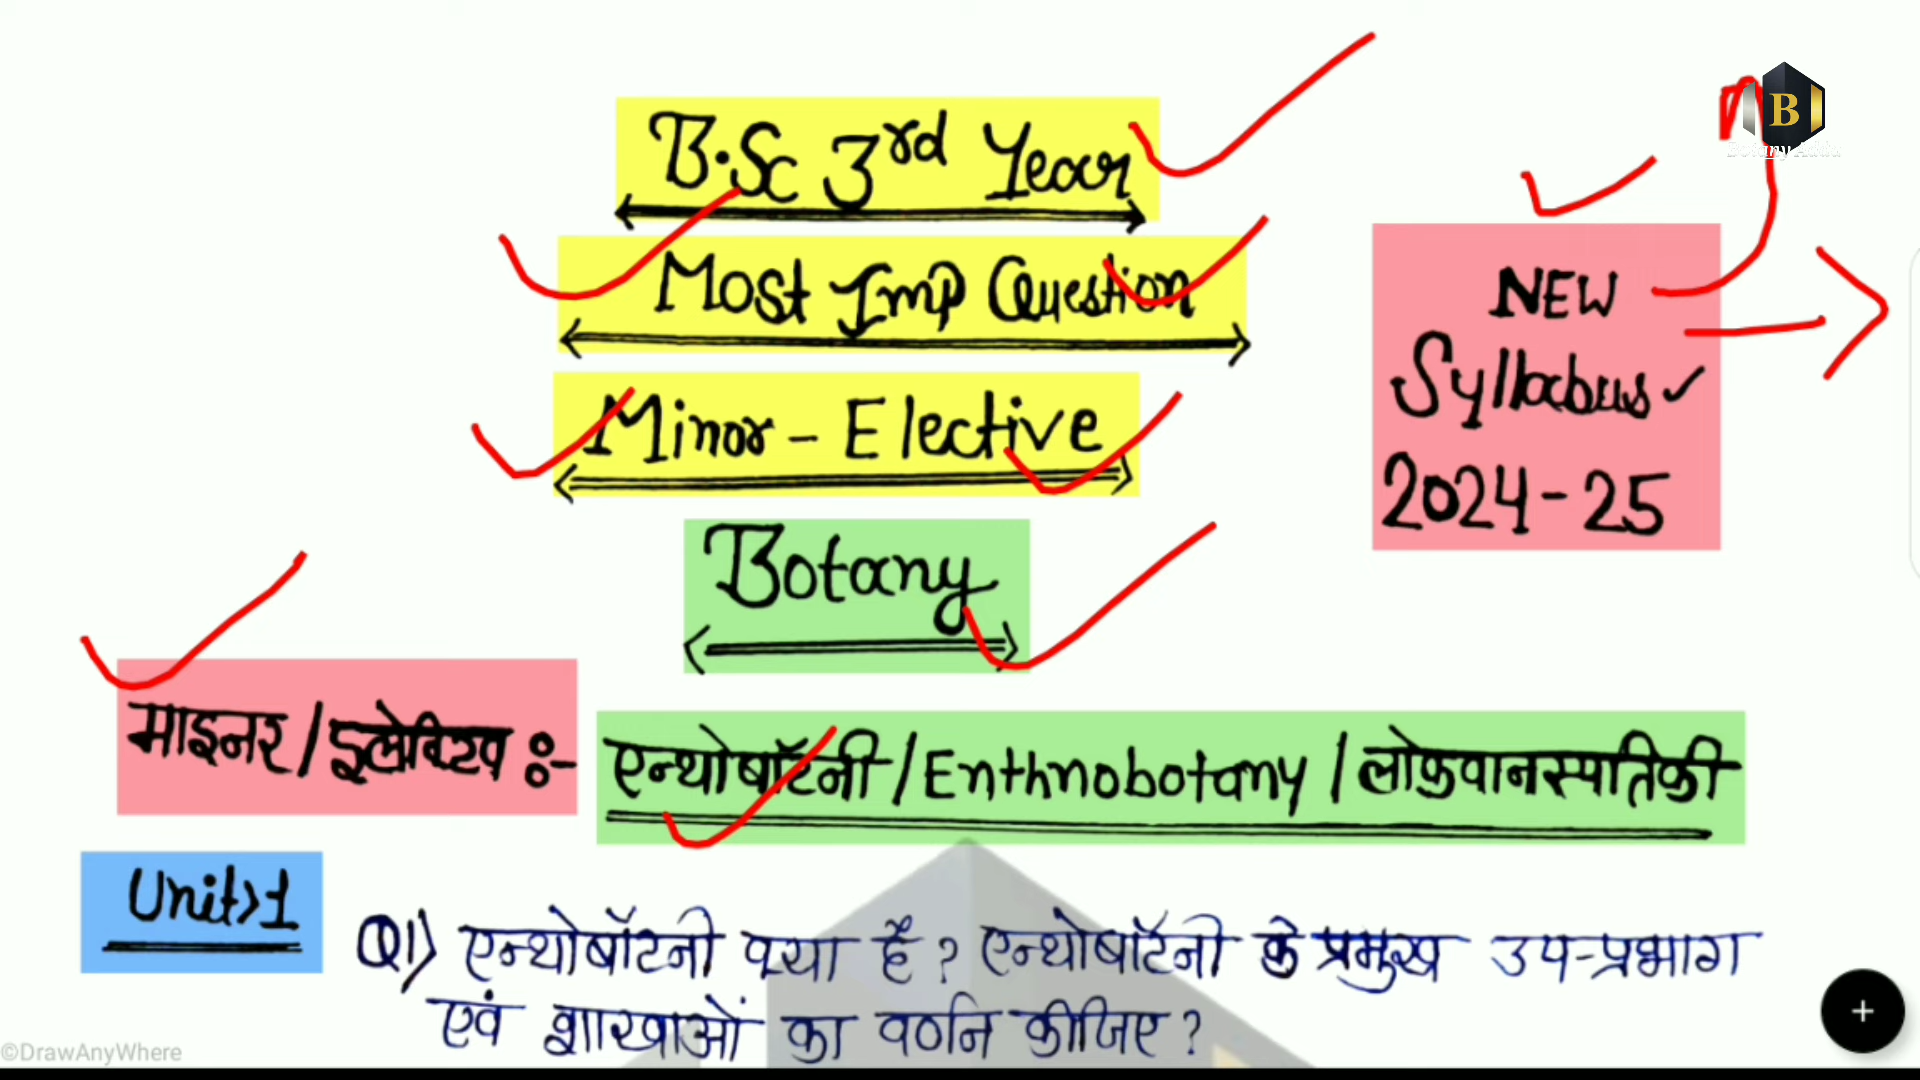 B.Sc 3rd Year
Most Imp Question
Minor - Elective
Botany
NEW
Syllabus ✓
2024-25
माइनर/इलेक्टिव :-
एन्थोबॉटनी/Enthnobotany/लोकवानस्पतिकी
Unit>1
Q1) एन्थोबॉटनी क्या है? एन्थोबॉटनी के प्रमुख उप-प्रभाग
एवं शाखाओं का वर्णन कीजिए?
B
©DrawAnyWhere